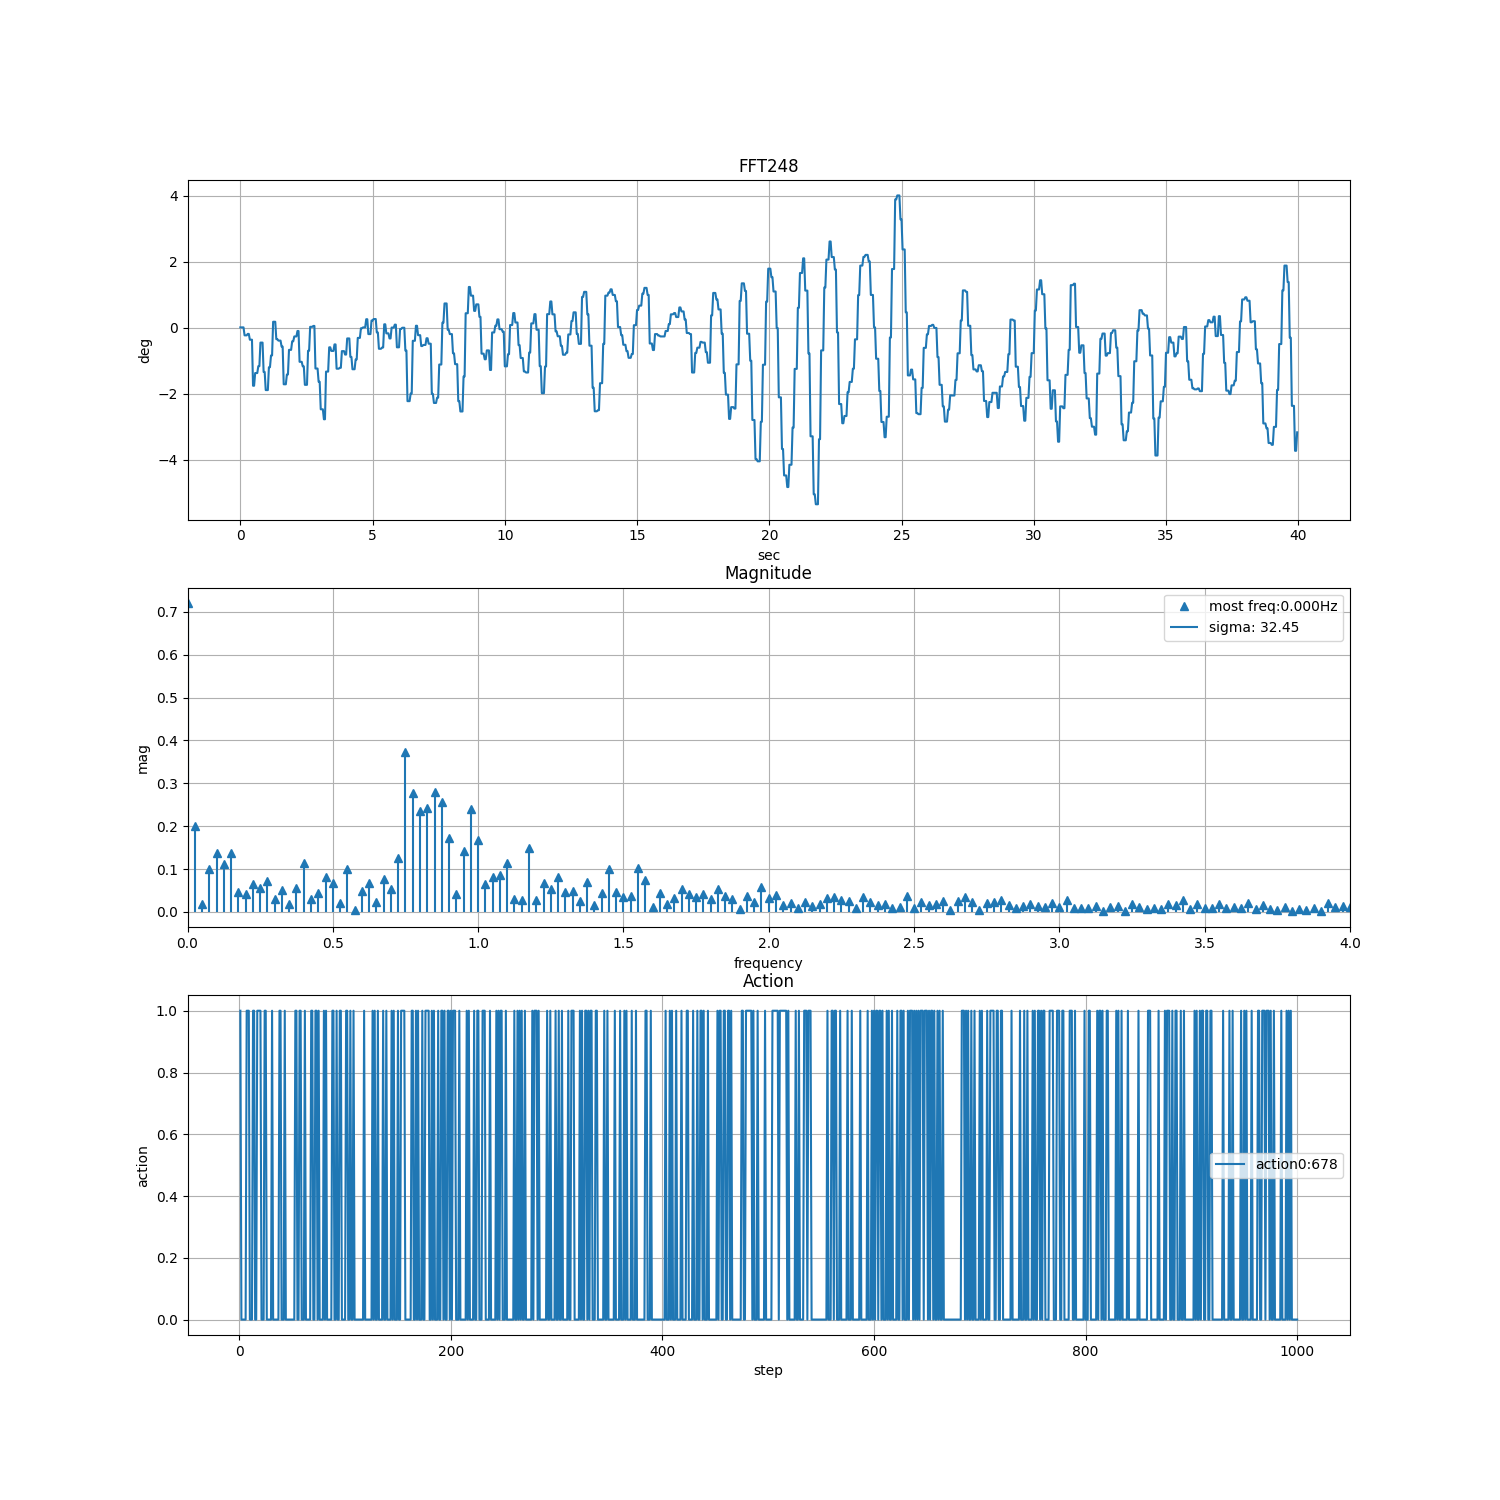 FFT248
4
2
0
−2
−4
deg
0 5 10 15 20 25 30 35 40
sec
Magnitude
0.7
0.6
0.5
0.4
0.3
0.2
0.1
0.0
mag
most freq:0.000Hz
sigma: 32.45
0.0 0.5 1.0 1.5 2.0 2.5 3.0 3.5 4.0
frequency
Action
1.0
0.8
0.6
0.4
0.2
0.0
action
action0:678
0 200 400 600 800 1000
step